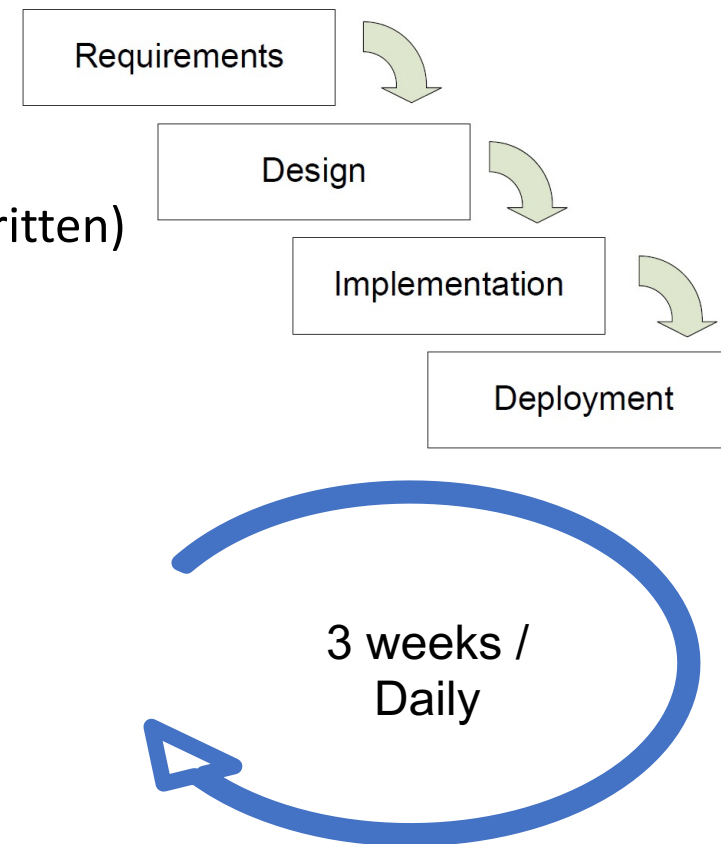 Requirements
Design
ritten)
Implementation
Deployment
3 weeks /
Daily